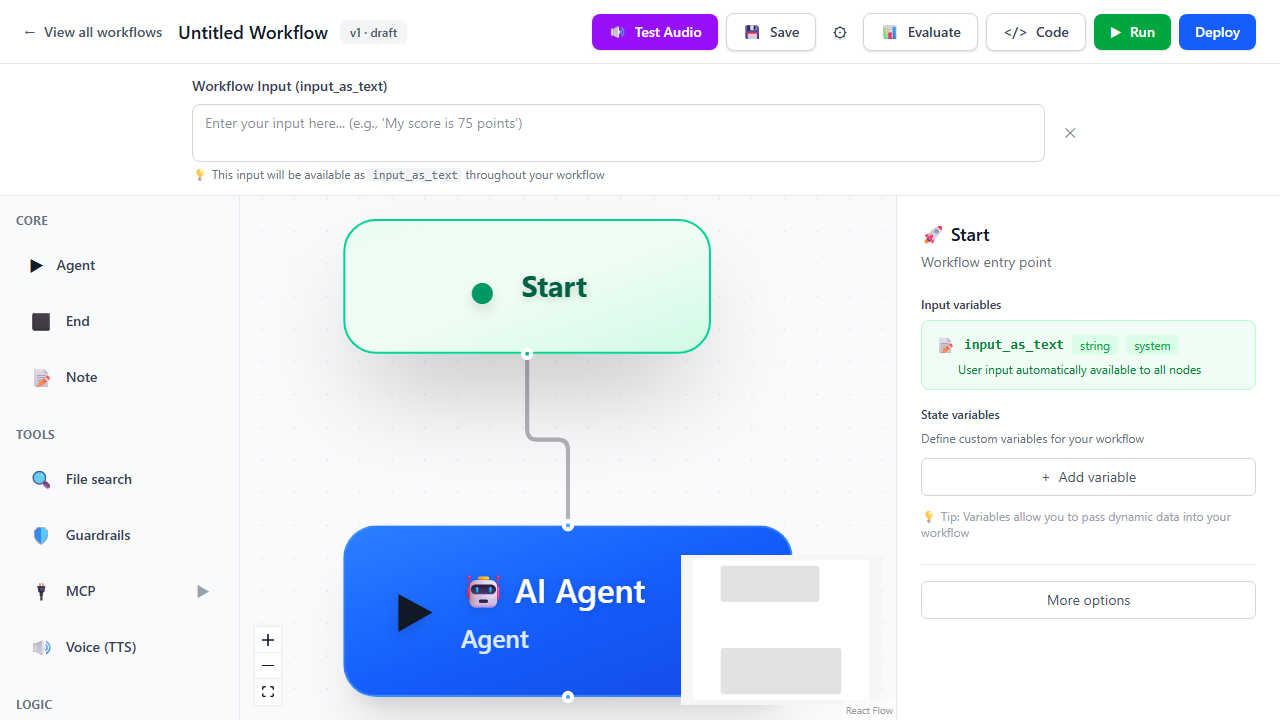 ← View all workflows
Untitled Workflow
v1 · draft
Test Audio
Save
Evaluate
</> Code
Run
Deploy
Workflow Input (input_as_text)
Enter your input here... (e.g., 'My score is 75 points')
This input will be available as input_as_text throughout your workflow
CORE
Agent
End
Note
TOOLS
File search
Guardrails
MCP
Voice (TTS)
LOGIC
Start
AI Agent
Agent
React Flow
Start
Workflow entry point
Input variables
input_as_text string system
User input automatically available to all nodes
State variables
Define custom variables for your workflow
+ Add variable
Tip: Variables allow you to pass dynamic data into your
workflow
More options